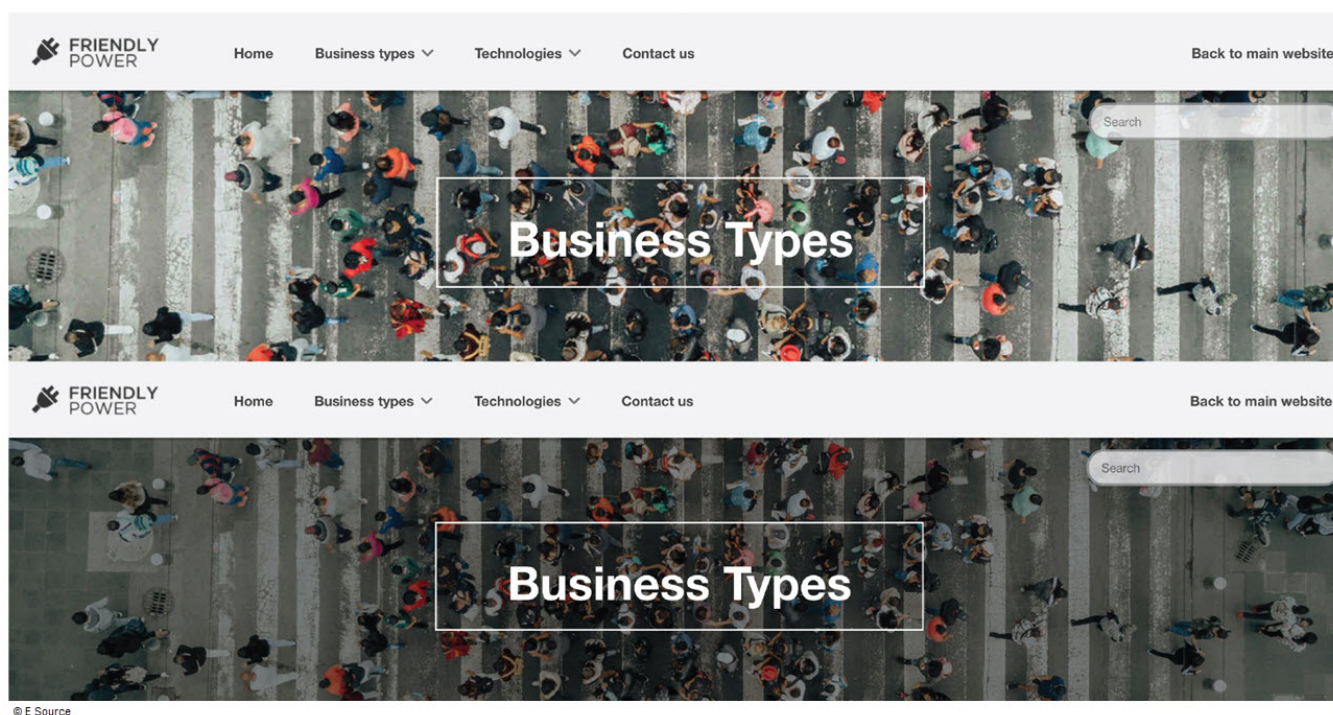 FRIENDLY
POWER
Home Business types Technologies Contact us Back to main website
Search
Business Types
FRIENDLY
POWER
Home Business types Technologies Contact us Back to main website
Search
Business Types
© E Source